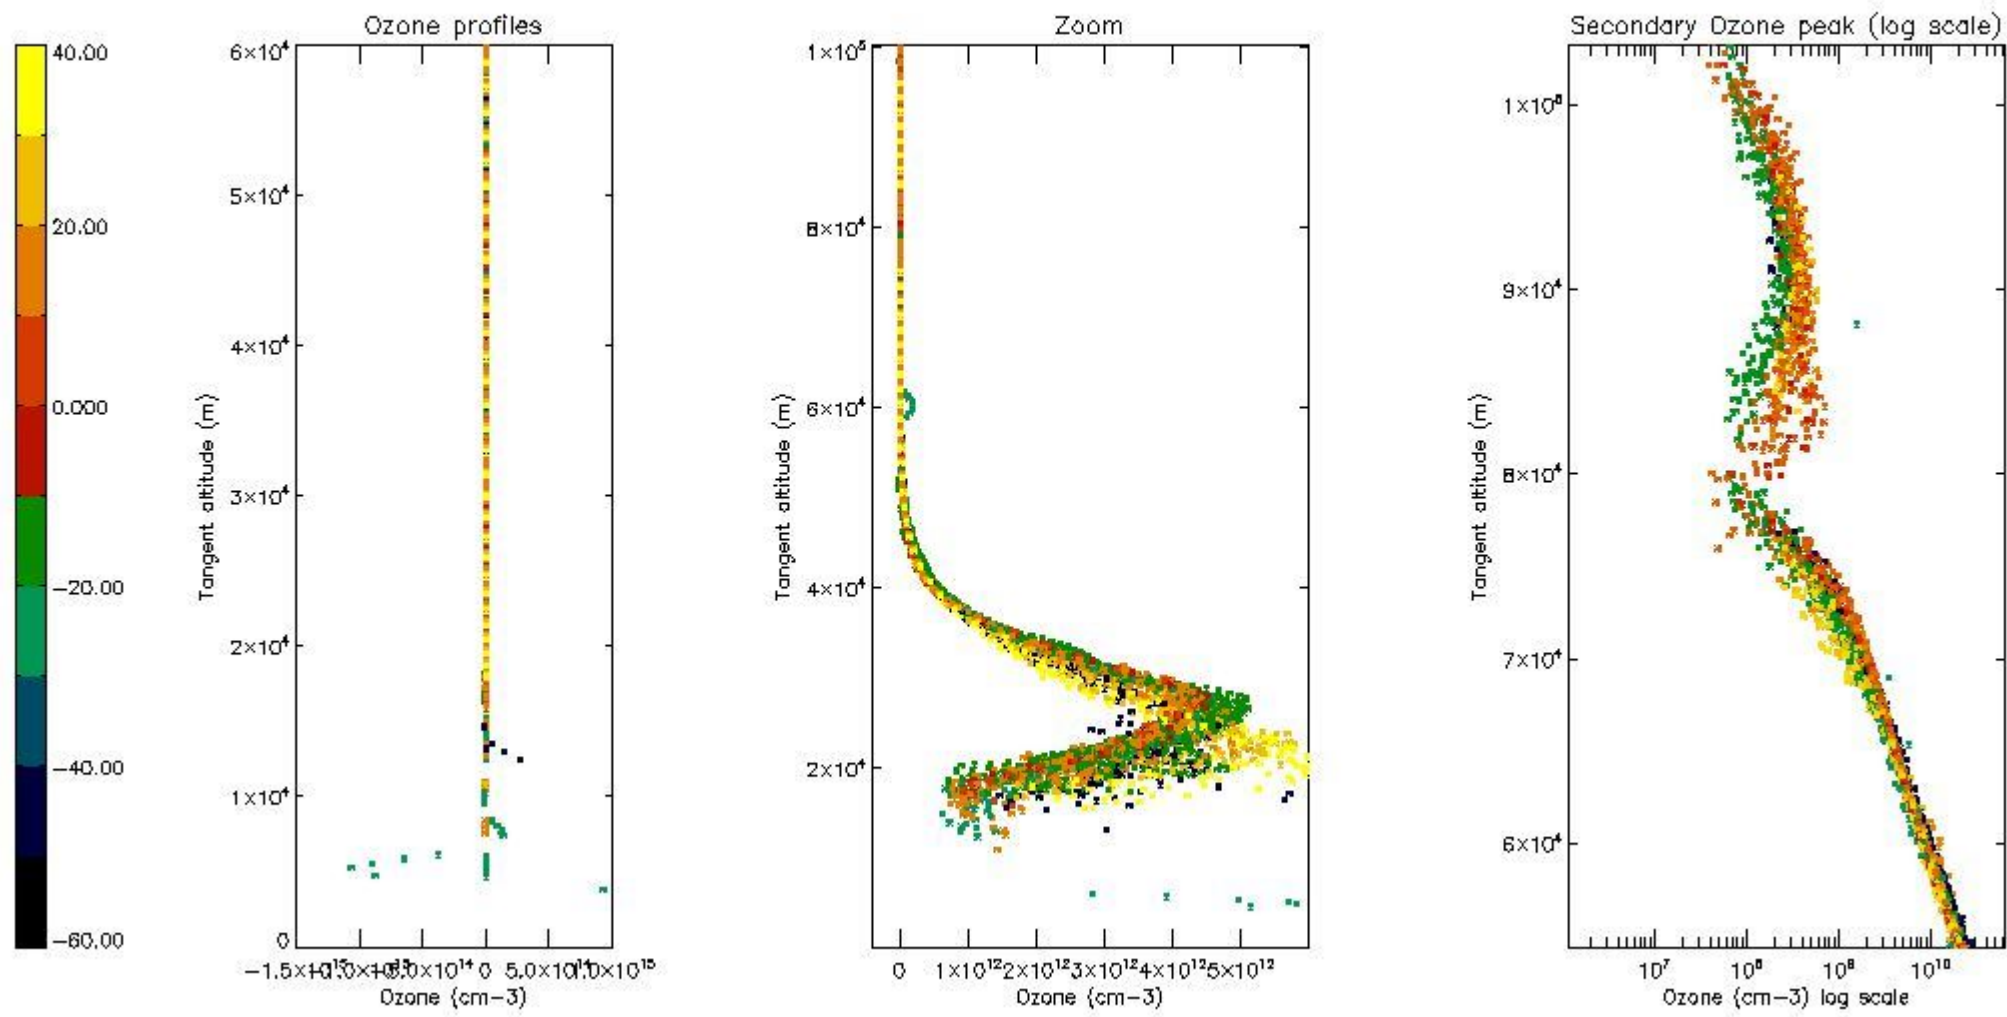 Ozone profiles
Zoom
Secondary Ozone peak (log scale)
40.00
20.00
0.000
−20.00
−40.00
−60.00
6×10⁴
5×10⁴
4×10⁴
3×10⁴
2×10⁴
1×10⁴
0
Tangent altitude (m)
0 5.0×10¹⁴ 1.0×10¹⁵
Ozone (cm−3)
1×10⁵
8×10⁴
6×10⁴
4×10⁴
2×10⁴
Tangent altitude (m)
0 1×10¹² 2×10¹² 3×10¹² 4×10¹² 5×10¹²
Ozone (cm−3)
9×10⁴
8×10⁴
7×10⁴
6×10⁴
Tangent altitude (m)
10⁷ 10⁸ 10⁹ 10¹⁰
Ozone (cm−3) log scale